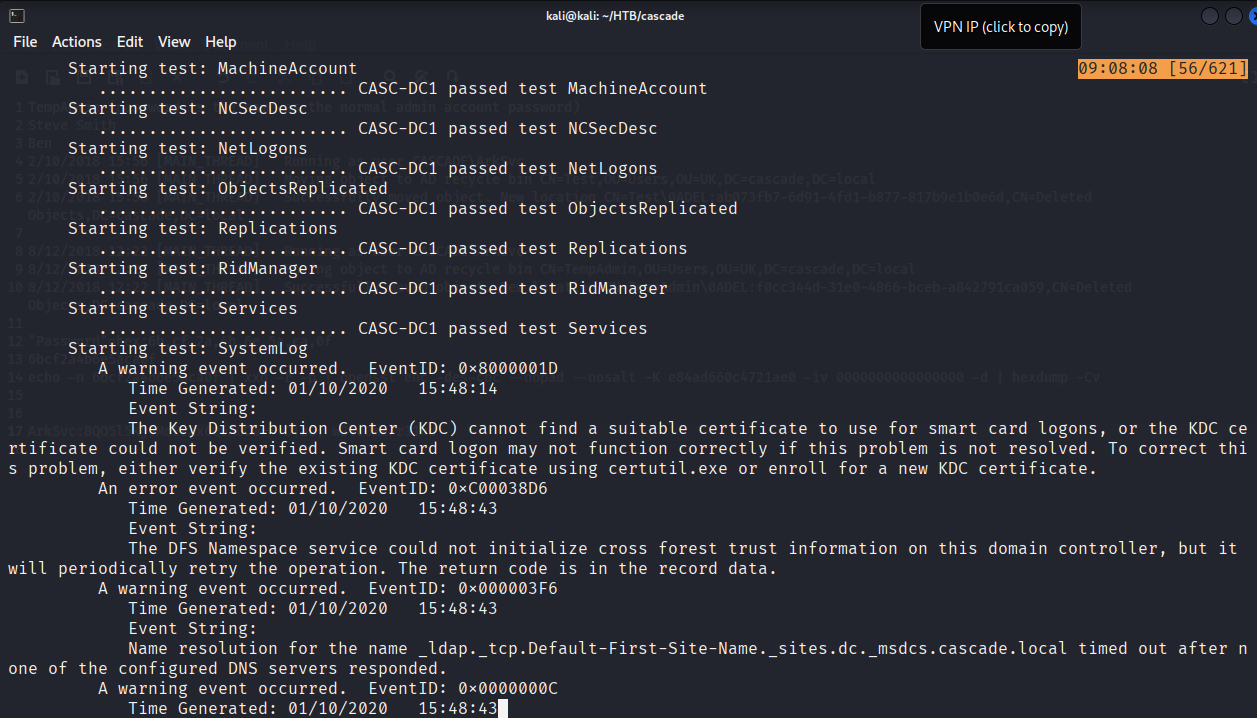 kali@kali: ~/HTB/cascade
VPN IP (click to copy)
File Actions Edit View Help
Starting test: MachineAccount
09:08:08 [56/621]
......................... CASC-DC1 passed test MachineAccount
Starting test: NCSecDesc
......................... CASC-DC1 passed test NCSecDesc
Starting test: NetLogons
......................... CASC-DC1 passed test NetLogons
Starting test: ObjectsReplicated
......................... CASC-DC1 passed test ObjectsReplicated
Starting test: Replications
......................... CASC-DC1 passed test Replications
Starting test: RidManager
......................... CASC-DC1 passed test RidManager
Starting test: Services
......................... CASC-DC1 passed test Services
Starting test: SystemLog
A warning event occurred.  EventID: 0×8000001D
Time Generated: 01/10/2020   15:48:14
Event String:
The Key Distribution Center (KDC) cannot find a suitable certificate to use for smart card logons, or the KDC ce
rtificate could not be verified. Smart card logon may not function correctly if this problem is not resolved. To correct thi
s problem, either verify the existing KDC certificate using certutil.exe or enroll for a new KDC certificate.
An error event occurred.  EventID: 0×C00038D6
Time Generated: 01/10/2020   15:48:43
Event String:
The DFS Namespace service could not initialize cross forest trust information on this domain controller, but it
will periodically retry the operation. The return code is in the record data.
A warning event occurred.  EventID: 0×000003F6
Time Generated: 01/10/2020   15:48:43
Event String:
Name resolution for the name _ldap._tcp.Default-First-Site-Name._sites.dc._msdcs.cascade.local timed out after n
one of the configured DNS servers responded.
A warning event occurred.  EventID: 0×0000000C
Time Generated: 01/10/2020   15:48:43